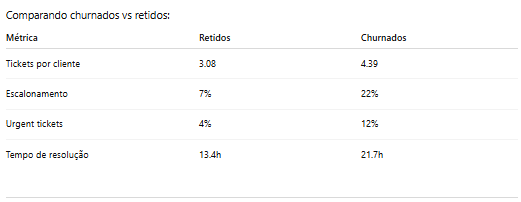 Comparando churnados vs retidos:
Métrica Retidos Churnados
Tickets por cliente 3.08 4.39
Escalonamento 7% 22%
Urgent tickets 4% 12%
Tempo de resolução 13.4h 21.7h